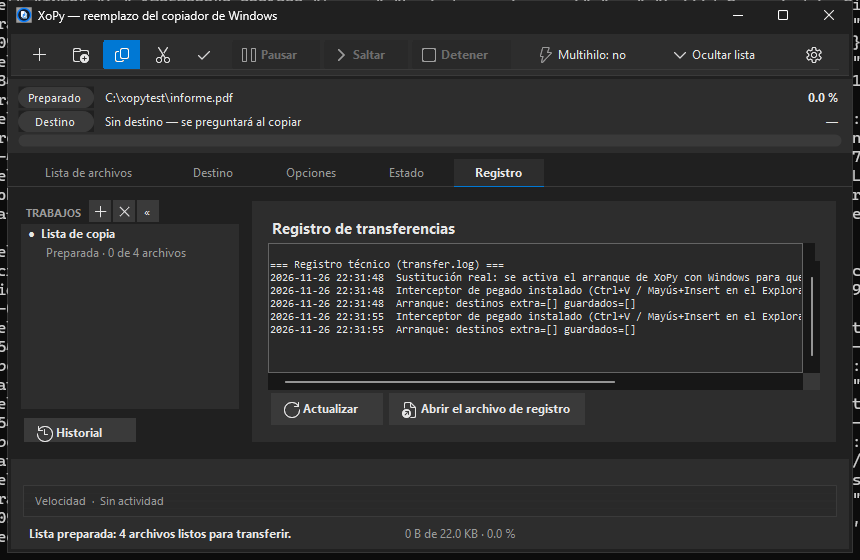 XoPy — reemplazo del copiador de Windows
Pausar
Saltar
Detener
Multihilo: no
Ocultar lista
Preparado
C:\xopytest\informe.pdf
0.0 %
Destino
Sin destino — se preguntará al copiar
—
Lista de archivos
Destino
Opciones
Estado
Registro
TRABAJOS
«
• Lista de copia
Preparada · 0 de 4 archivos
Historial
Registro de transferencias
=== Registro técnico (transfer.log) ===
2026-11-26 22:31:48 Sustitución real: se activa el arranque de XoPy con Windows para que
2026-11-26 22:31:48 Interceptor de pegado instalado (Ctrl+V / Mayús+Insert en el Explora
2026-11-26 22:31:48 Arranque: destinos extra=[] guardados=[]
2026-11-26 22:31:55 Interceptor de pegado instalado (Ctrl+V / Mayús+Insert en el Explora
2026-11-26 22:31:55 Arranque: destinos extra=[] guardados=[]
Actualizar
Abrir el archivo de registro
Velocidad · Sin actividad
Lista preparada: 4 archivos listos para transferir.
0 B de 22.0 KB · 0.0 %